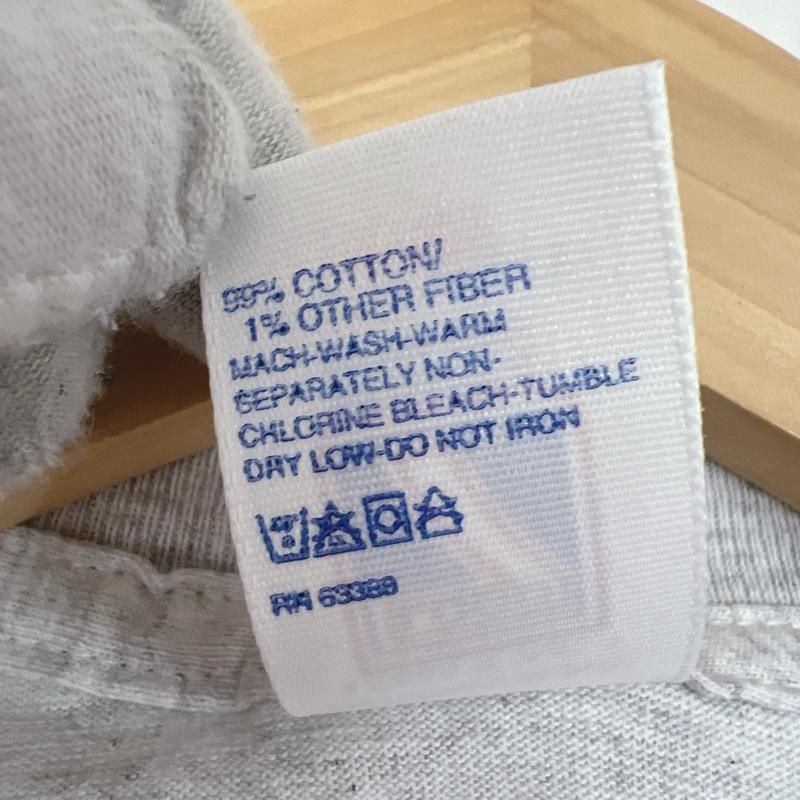 99% COTTON/
1% OTHER FIBER
MACH-WASH-WARM
SEPARATELY NON-
CHLORINE BLEACH-TUMBLE
DRY LOW-DO NOT IRON
RN 63389